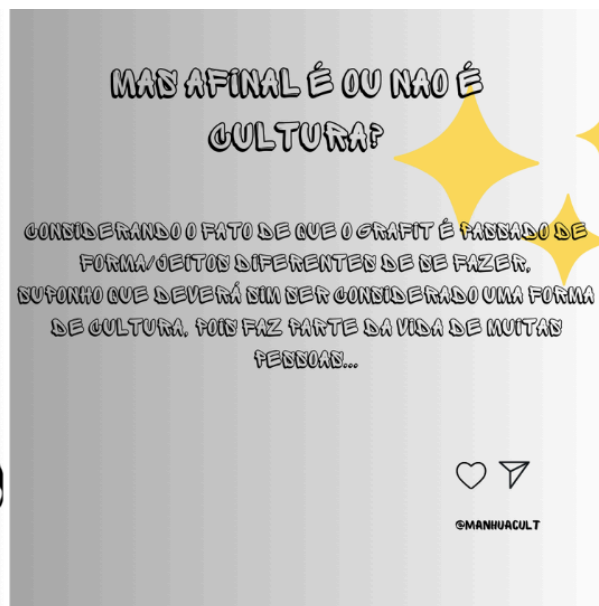 MAS AFINAL É OU NAO É
CULTURA?
CONSIDERANDO O FATO DE QUE O GRAFIT É PASSADO DE
FORMA/JEITOS DIFERENTES DE SE FAZER,
SUPONHO QUE DEVERÁ SIM SER CONSIDERADO UMA FORMA
DE CULTURA, POIS FAZ PARTE DA VIDA DE MUITAS
PESSOAS...
@MANHUACULT